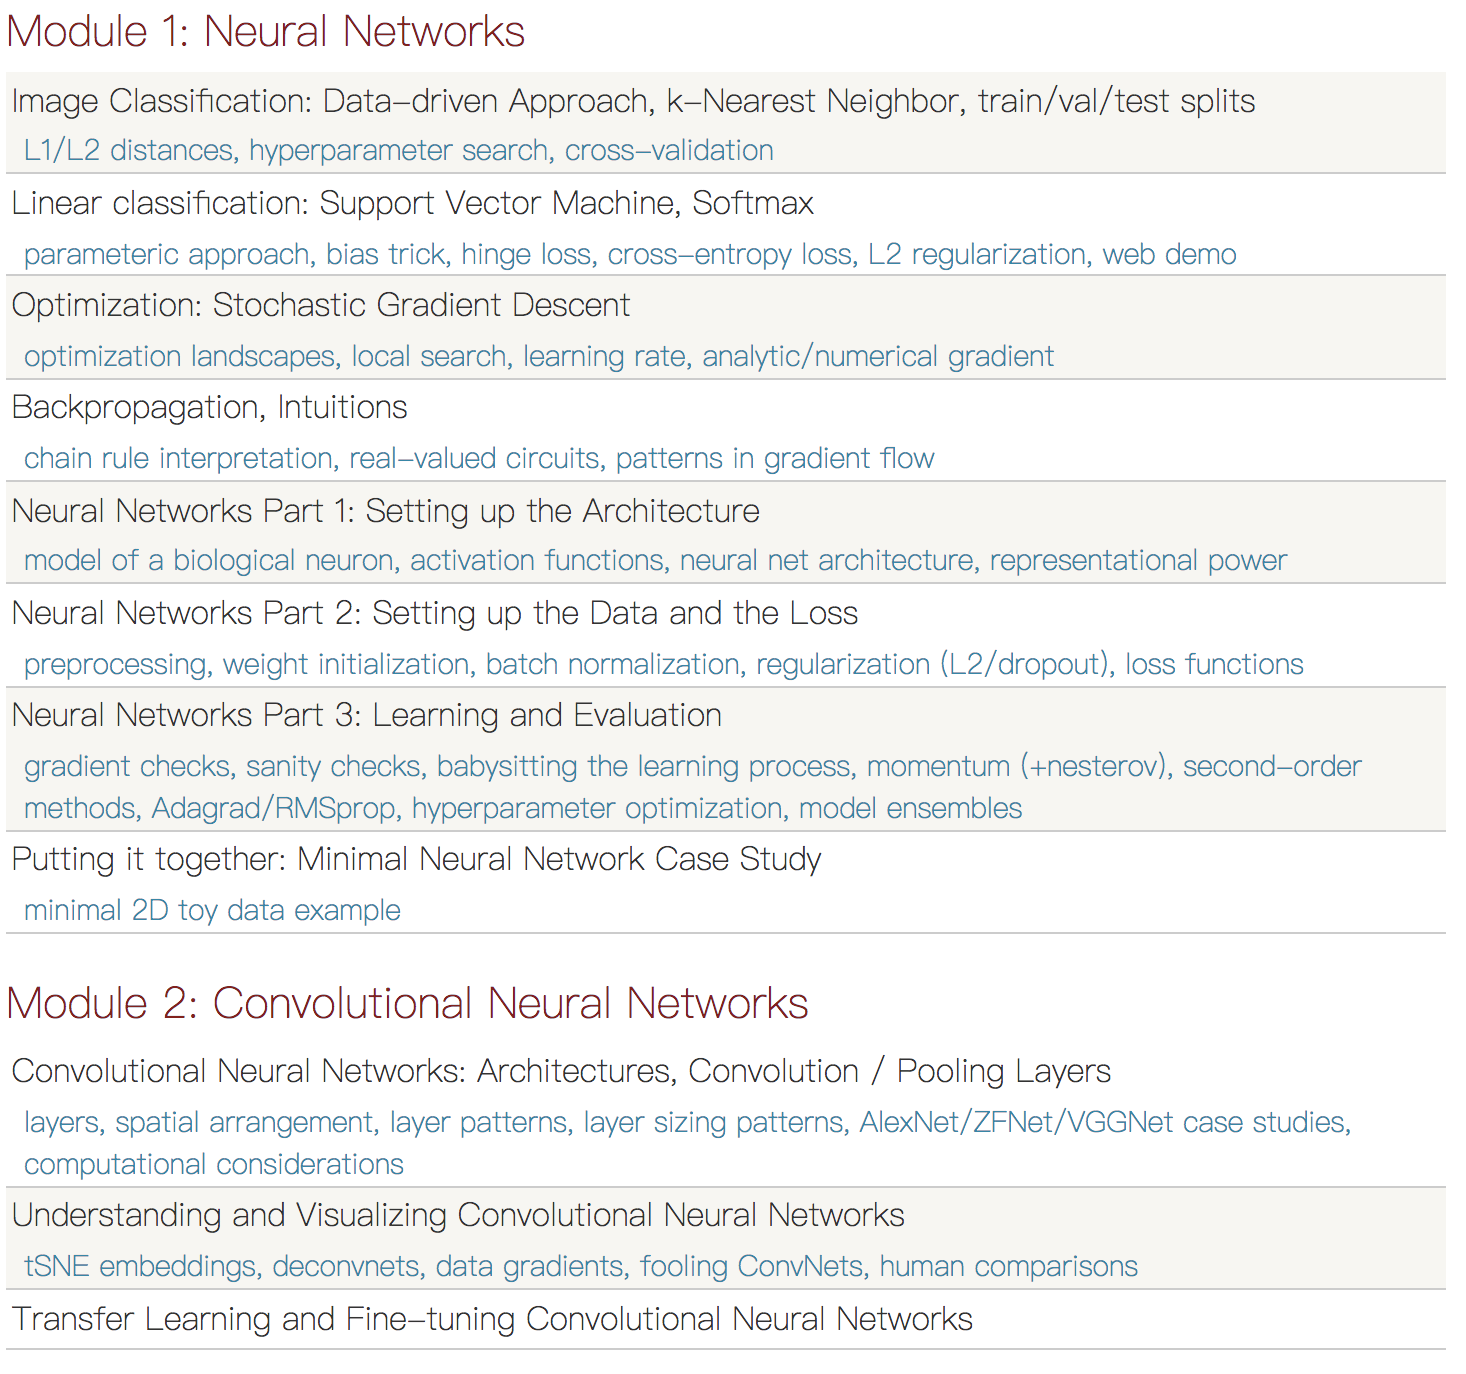 Module 1: Neural Networks
Image Classification: Data-driven Approach, k-Nearest Neighbor, train/val/test splits
L1/L2 distances, hyperparameter search, cross-validation
Linear classification: Support Vector Machine, Softmax
parameteric approach, bias trick, hinge loss, cross-entropy loss, L2 regularization, web demo
Optimization: Stochastic Gradient Descent
optimization landscapes, local search, learning rate, analytic/numerical gradient
Backpropagation, Intuitions
chain rule interpretation, real-valued circuits, patterns in gradient flow
Neural Networks Part 1: Setting up the Architecture
model of a biological neuron, activation functions, neural net architecture, representational power
Neural Networks Part 2: Setting up the Data and the Loss
preprocessing, weight initialization, batch normalization, regularization (L2/dropout), loss functions
Neural Networks Part 3: Learning and Evaluation
gradient checks, sanity checks, babysitting the learning process, momentum (+nesterov), second-order
methods, Adagrad/RMSprop, hyperparameter optimization, model ensembles
Putting it together: Minimal Neural Network Case Study
minimal 2D toy data example
Module 2: Convolutional Neural Networks
Convolutional Neural Networks: Architectures, Convolution / Pooling Layers
layers, spatial arrangement, layer patterns, layer sizing patterns, AlexNet/ZFNet/VGGNet case studies,
computational considerations
Understanding and Visualizing Convolutional Neural Networks
tSNE embeddings, deconvnets, data gradients, fooling ConvNets, human comparisons
Transfer Learning and Fine-tuning Convolutional Neural Networks